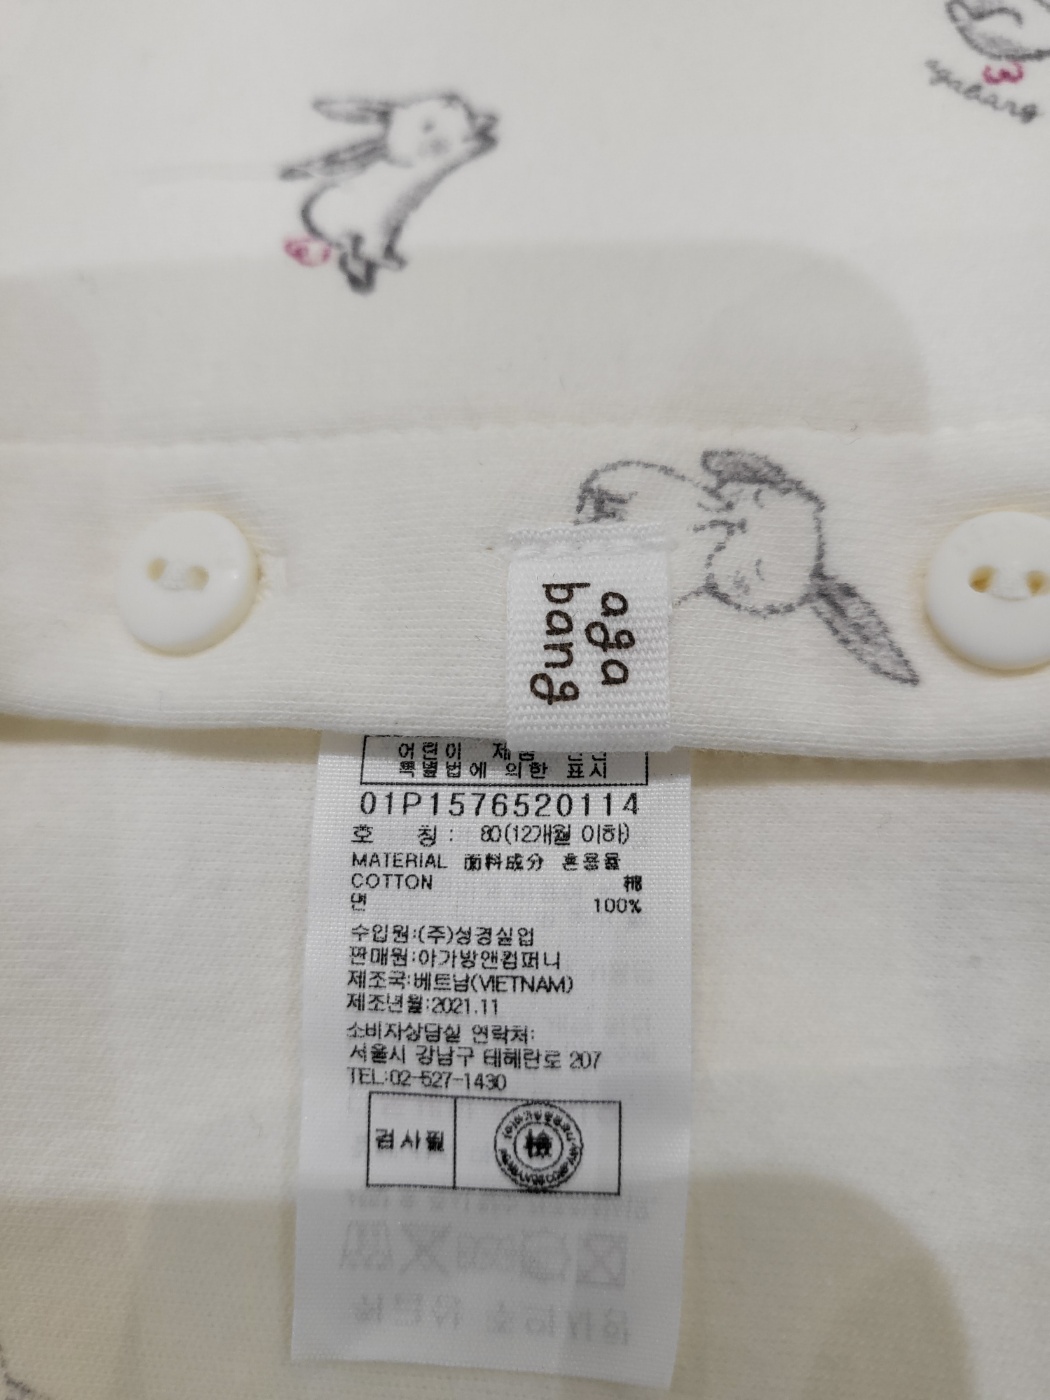 agabang
aga
bang
어린이 제품 안전
특별법에 의한 표시
01P1576520114
호 칭: 80(12개월 이하)
MATERIAL 面料成分 혼용율
COTTON 棉
면 100%
수입원:(주)성경실업
판매원:아가방앤컴퍼니
제조국:베트남(VIETNAM)
제조년월:2021.11
소비자상담실 연락처:
서울시 강남구 테헤란로 207
TEL:02-527-1430
검사필 檢